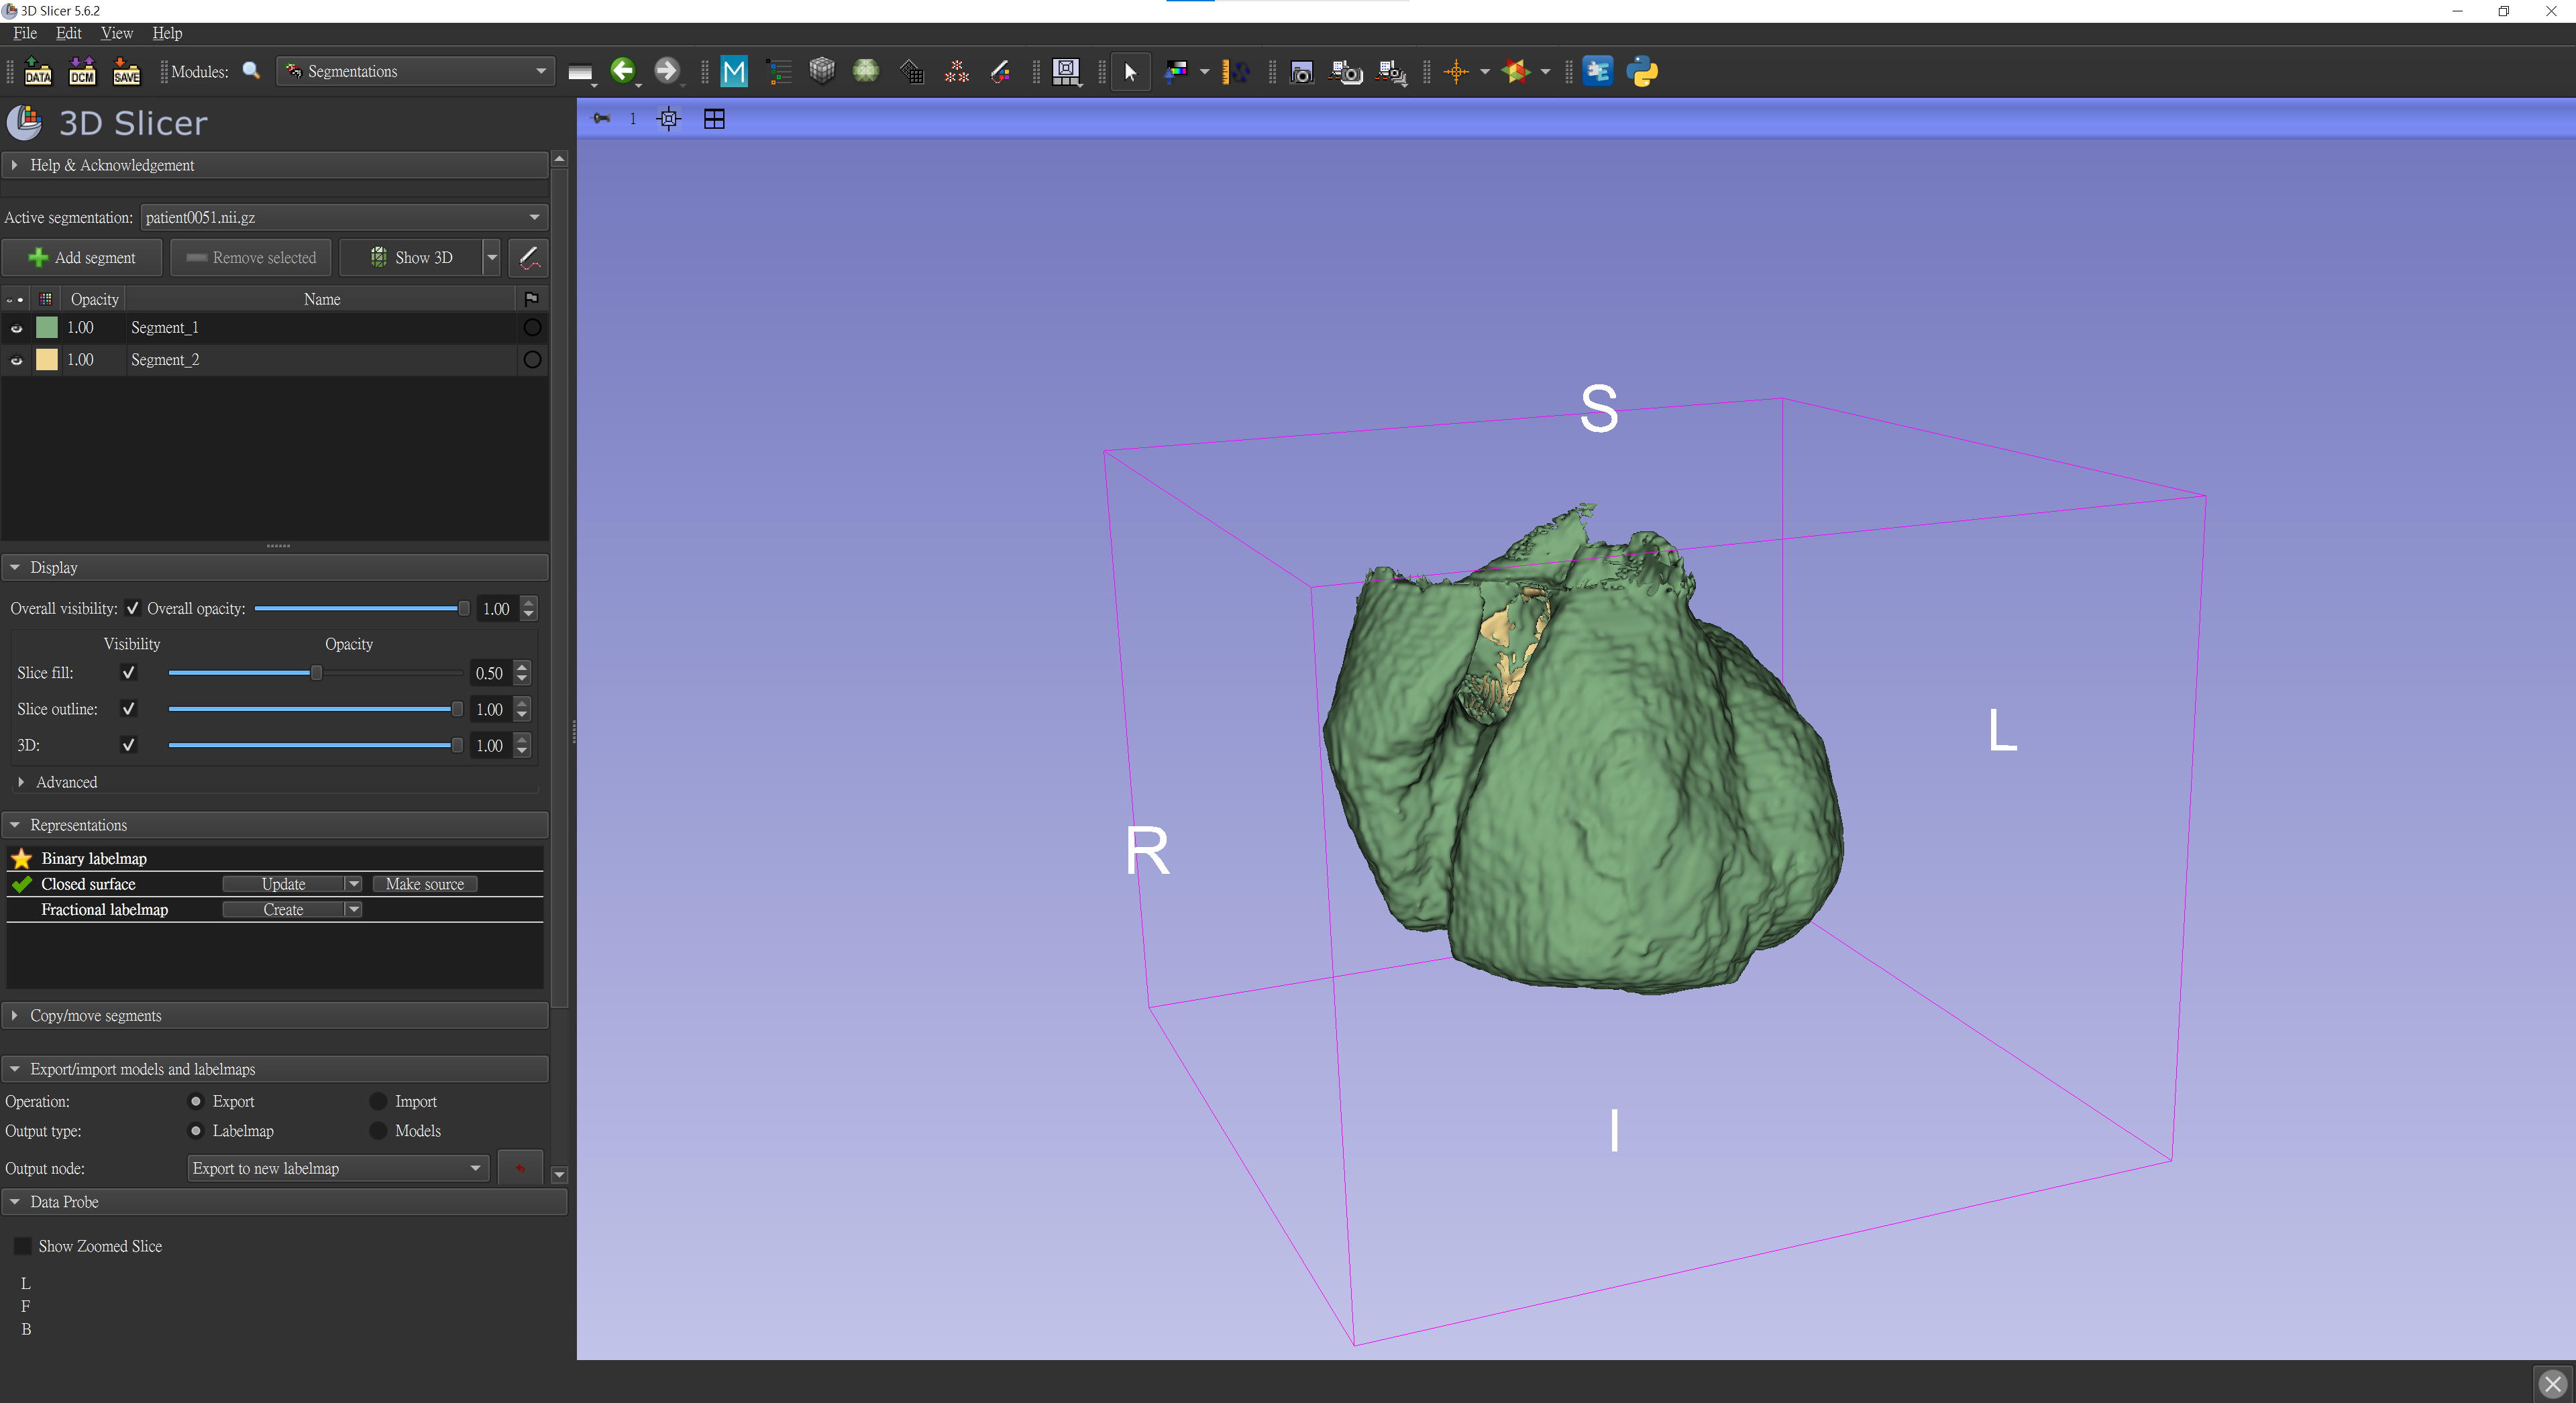 3D Slicer 5.6.2
File Edit View Help
DATA DCM SAVE Modules: Segmentations M
3D Slicer
1
Help & Acknowledgement
Active segmentation: patient0051.nii.gz
Add segment Remove selected Show 3D
Opacity Name
1.00 Segment_1
1.00 Segment_2
Display
Overall visibility: Overall opacity: 1.00
Visibility Opacity
Slice fill: 0.50
Slice outline: 1.00
3D: 1.00
Advanced
Representations
Binary labelmap
Closed surface Update Make source
Fractional labelmap Create
Copy/move segments
Export/import models and labelmaps
Operation: Export Import
Output type: Labelmap Models
Output node: Export to new labelmap
Data Probe
Show Zoomed Slice
L
F
B
S
L
R
I